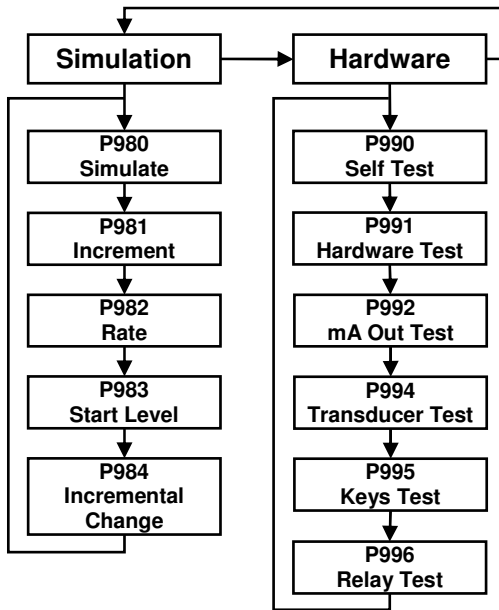 Simulation
Hardware
P980
Simulate
P981
Increment
P982
Rate
P983
Start Level
P984
Incremental
Change
P990
Self Test
P991
Hardware Test
P992
mA Out Test
P994
Transducer Test
P995
Keys Test
P996
Relay Test